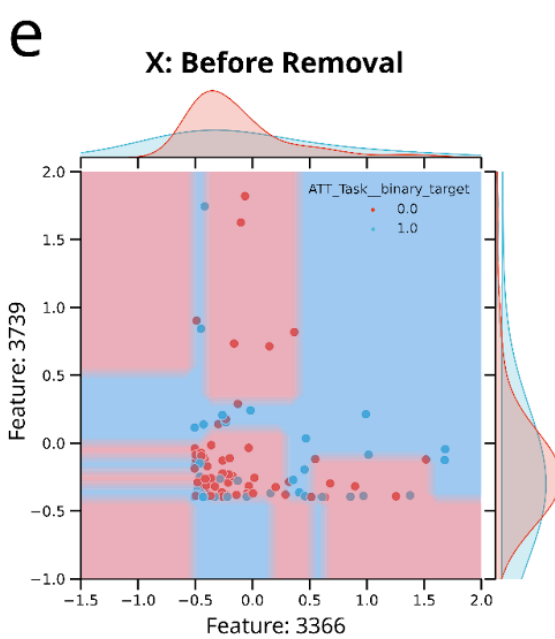 e
X: Before Removal
ATT_Task__binary_target
0.0
1.0
2.0
1.5
1.0
0.5
0.0
−0.5
−1.0
Feature: 3739
−1.5 −1.0 −0.5 0.0 0.5 1.0 1.5 2.0
Feature: 3366